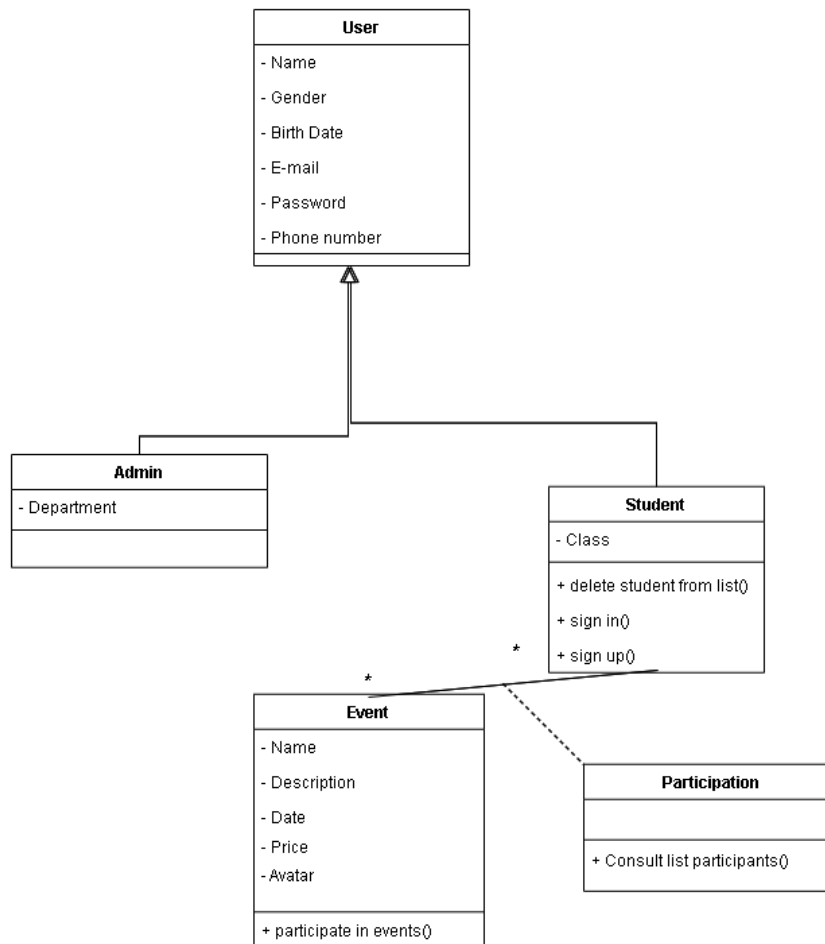 User
- Name
- Gender
- Birth Date
- E-mail
- Password
- Phone number
Admin
- Department
Student
- Class
+ delete student from list()
+ sign in()
+ sign up()
*
*
Event
- Name
- Description
- Date
- Price
- Avatar
+ participate in events()
Participation
+ Consult list participants()